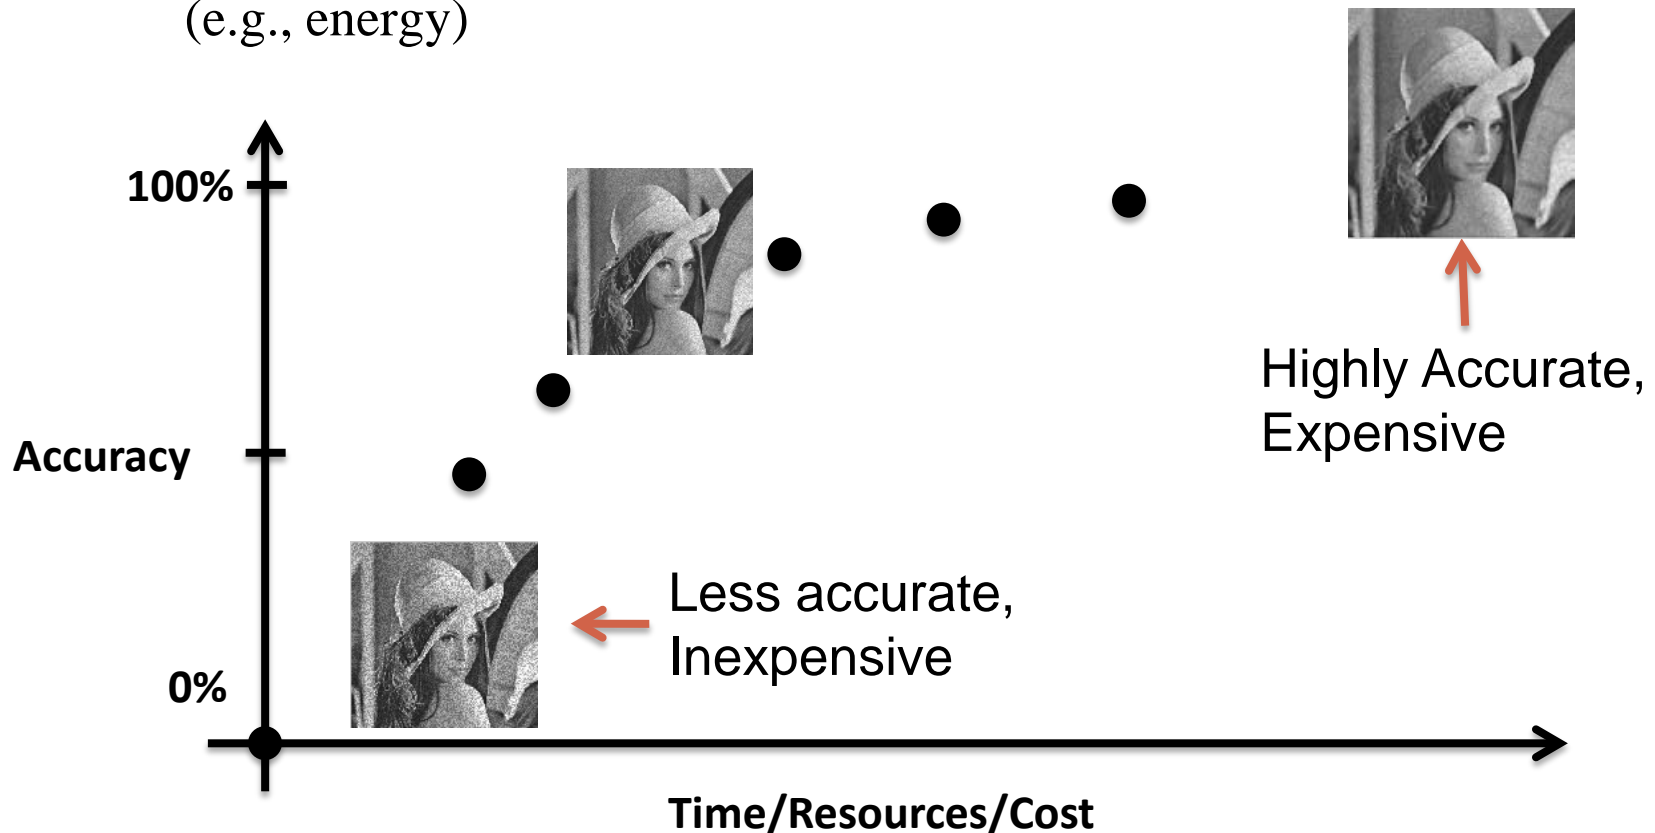 (e.g., energy)
100%
Highly Accurate,
Expensive
Accuracy
Less accurate,
Inexpensive
0%
Time/Resources/Cost